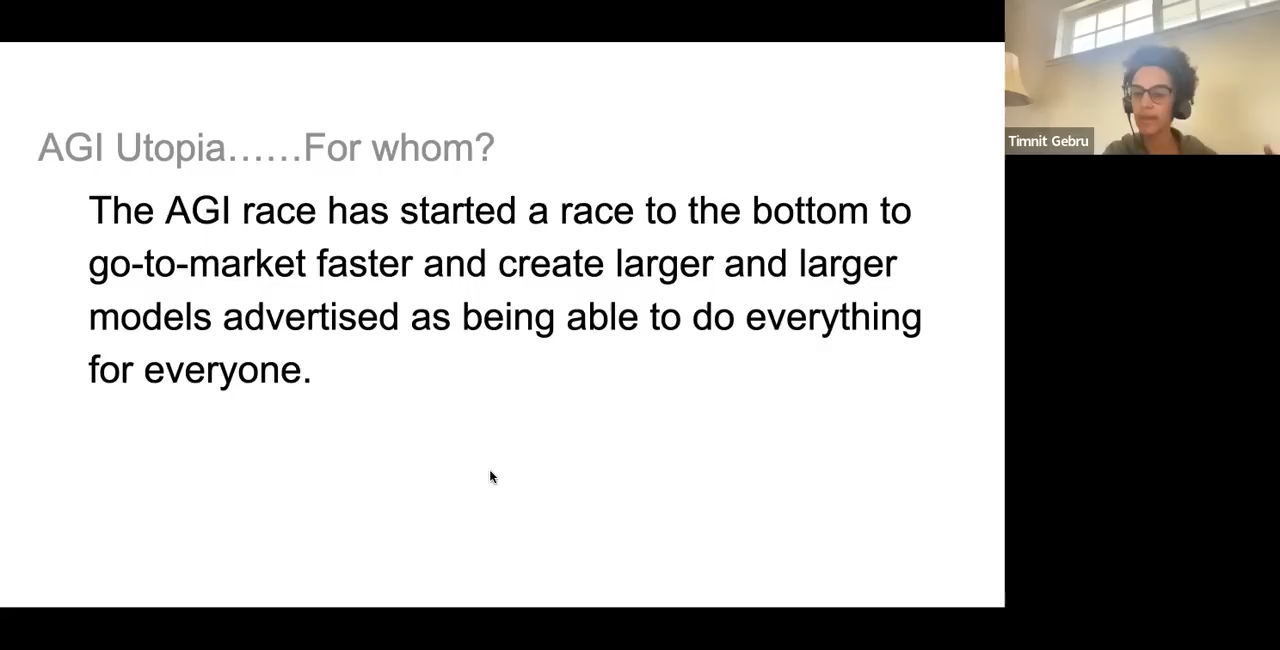 AGI Utopia……For whom?
The AGI race has started a race to the bottom to
go-to-market faster and create larger and larger
models advertised as being able to do everything
for everyone.
Timnit Gebru